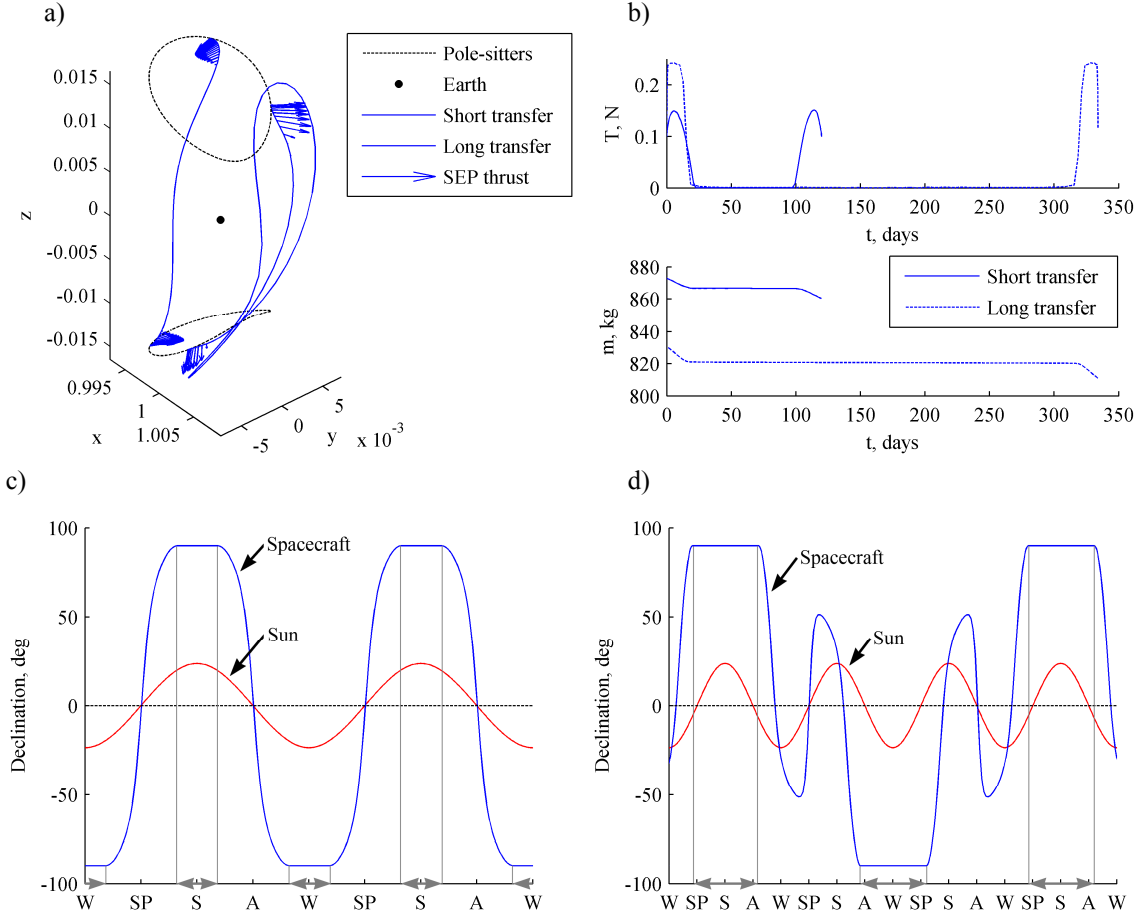 a)
Pole-sitters
Earth
Short transfer
Long transfer
SEP thrust
0.015
0.01
0.005
0
-0.005
-0.01
-0.015
z
0.995
1
1.005
x
-5
0
5
y
x 10⁻³
b)
0.2
0.1
0
T, N
0 50 100 150 200 250 300 350
t, days
880
860
840
820
800
m, kg
Short transfer
Long transfer
0 50 100 150 200 250 300 350
t, days
c)
100
50
0
-50
-100
Declination, deg
Spacecraft
Sun
W SP S A W SP S A W
d)
100
50
0
-50
-100
Declination, deg
Spacecraft
Sun
W SP S A W SP S A W SP S A W SP S A W